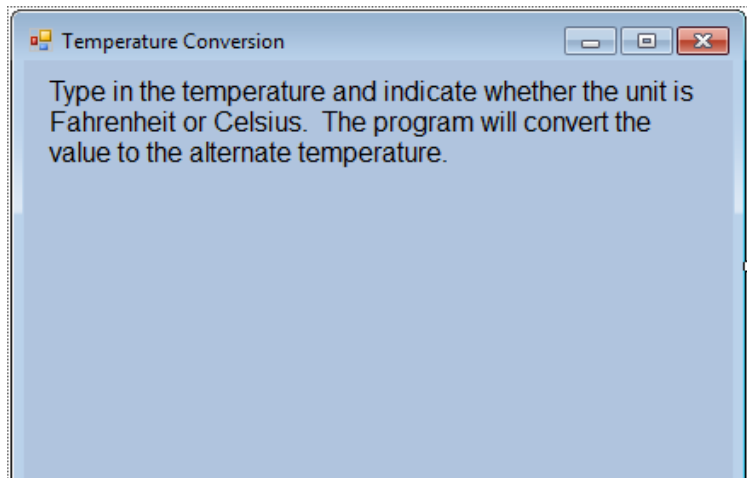 Temperature Conversion
Type in the temperature and indicate whether the unit is
Fahrenheit or Celsius.  The program will convert the
value to the alternate temperature.